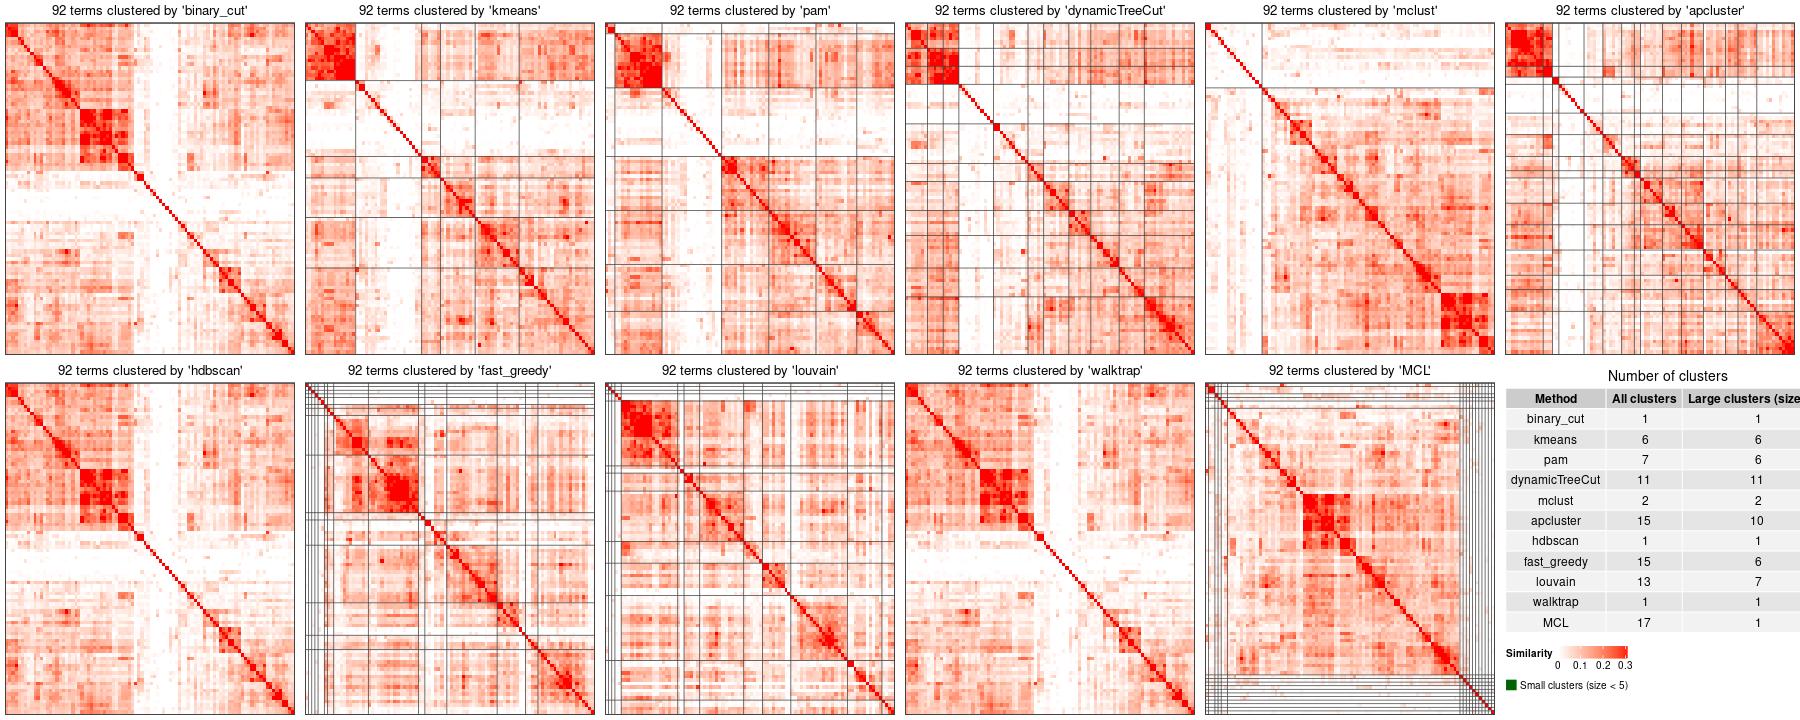 92 terms clustered by 'binary_cut'
92 terms clustered by 'kmeans'
92 terms clustered by 'pam'
92 terms clustered by 'dynamicTreeCut'
92 terms clustered by 'mclust'
92 terms clustered by 'apcluster'
92 terms clustered by 'hdbscan'
92 terms clustered by 'fast_greedy'
92 terms clustered by 'louvain'
92 terms clustered by 'walktrap'
92 terms clustered by 'MCL'
Number of clusters
Method All clusters Large clusters (size
binary_cut 1 1
kmeans 6 6
pam 7 6
dynamicTreeCut 11 11
mclust 2 2
apcluster 15 10
hdbscan 1 1
fast_greedy 15 6
louvain 13 7
walktrap 1 1
MCL 17 1
Similarity
0 0.1 0.2 0.3
Small clusters (size < 5)